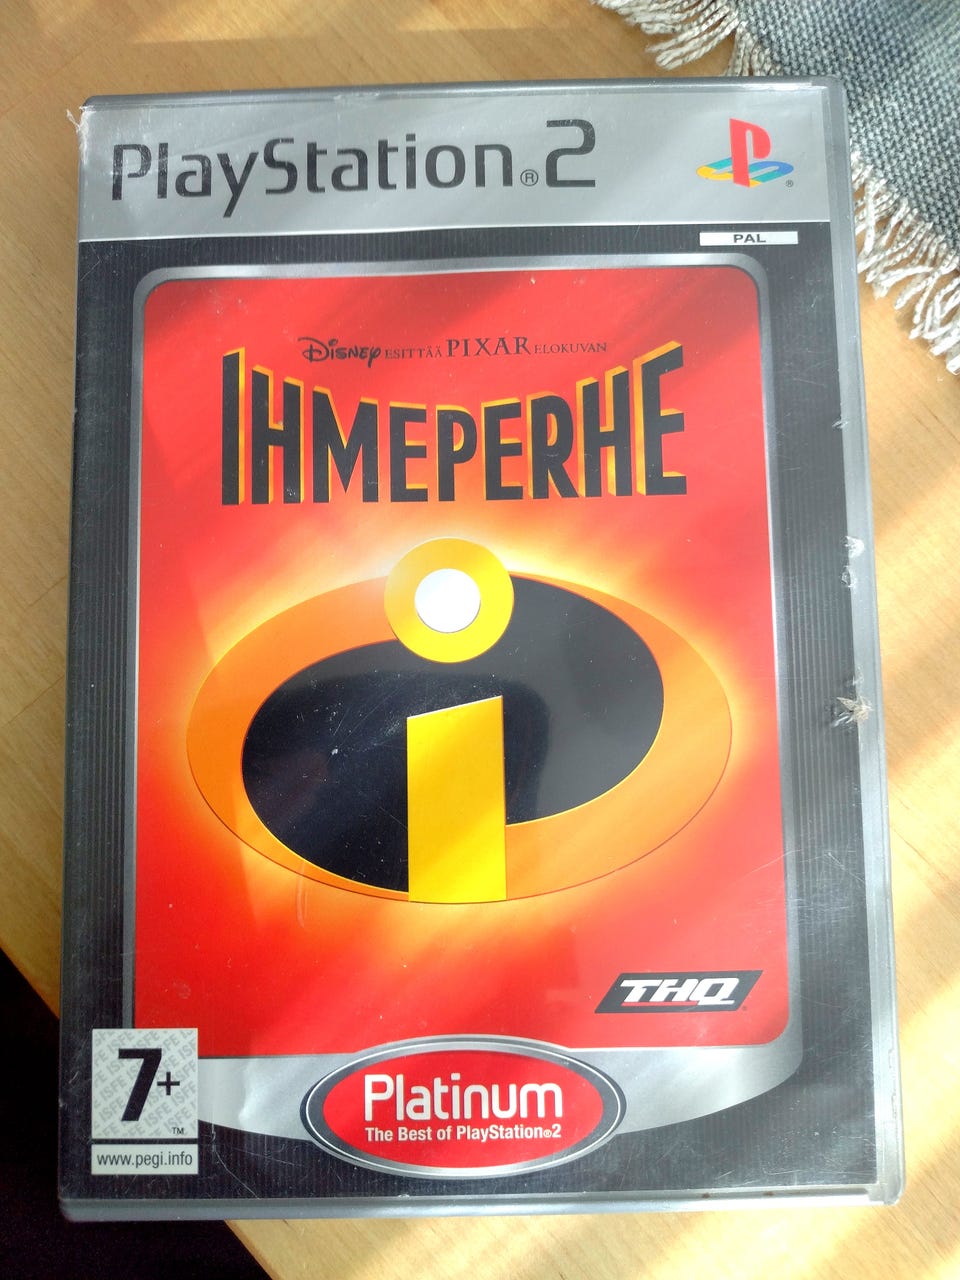 PlayStation®2
PAL
Disney ESITTÄÄ PIXAR ELOKUVAN
IHMEPERHE
THQ
7+
™
www.pegi.info
Platinum
The Best of PlayStation®2